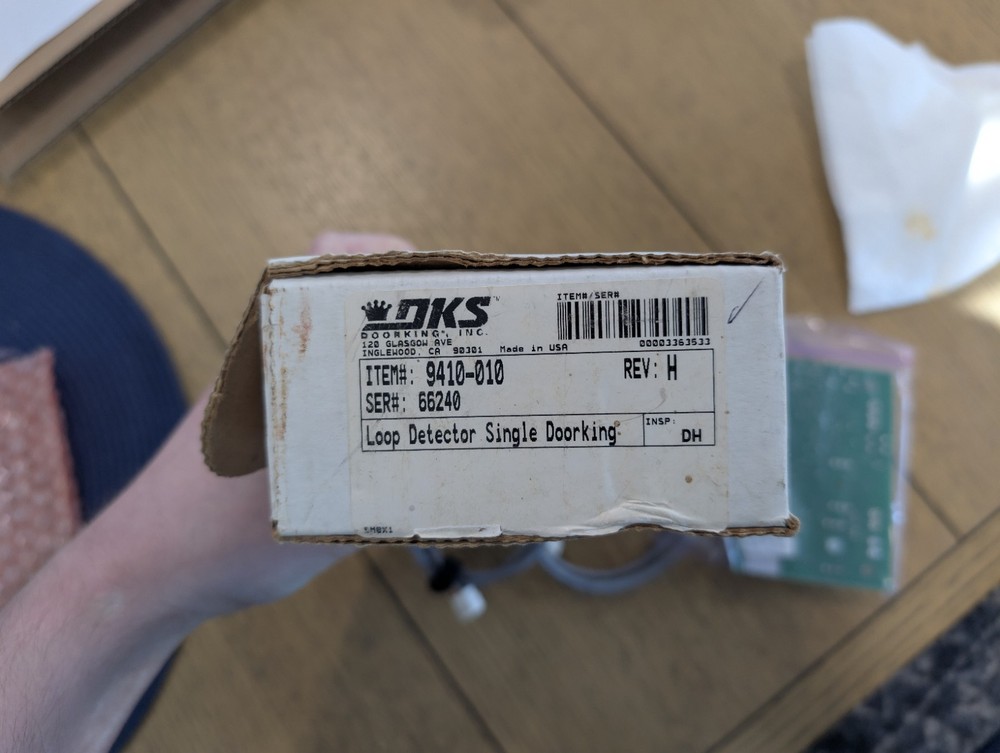 DKS
DOORKING, INC.
120 GLASGOW AVE
INGLEWOOD, CA 90301 Made in USA
ITEM#/SER#
00003363533
ITEM#: 9410-010
REV: H
SER#: 66240
Loop Detector Single Doorking
INSP:
DH